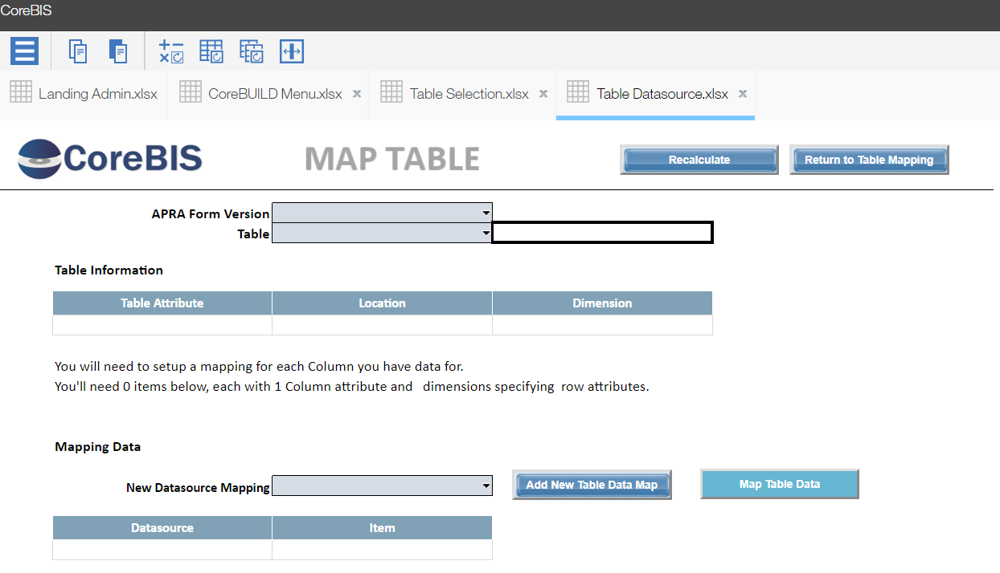 CoreBIS
Landing Admin.xlsx CoreBUILD Menu.xlsx × Table Selection.xlsx × Table Datasource.xlsx ×
CoreBIS MAP TABLE Recalculate Return to Table Mapping
APRA Form Version
Table
Table Information
Table Attribute Location Dimension
You will need to setup a mapping for each Column you have data for.
You'll need 0 items below, each with 1 Column attribute and dimensions specifying row attributes.
Mapping Data
New Datasource Mapping Add New Table Data Map Map Table Data
Datasource Item